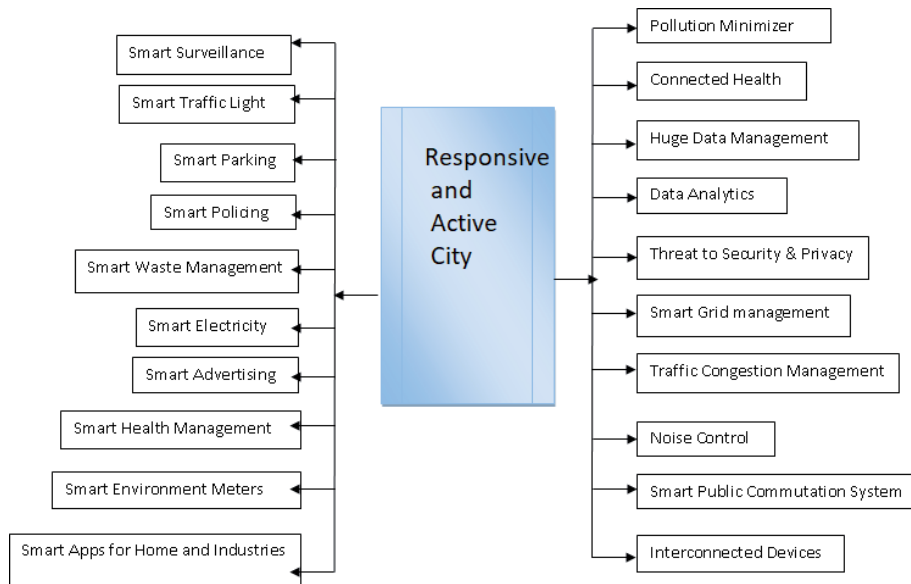 Smart Surveillance
Smart Traffic Light
Smart Parking
Smart Policing
Smart Waste Management
Smart Electricity
Smart Advertising
Smart Health Management
Smart Environment Meters
Smart Apps for Home and Industries
Responsive
and
Active
City
Pollution Minimizer
Connected Health
Huge Data Management
Data Analytics
Threat to Security & Privacy
Smart Grid management
Traffic Congestion Management
Noise Control
Smart Public Commutation System
Interconnected Devices